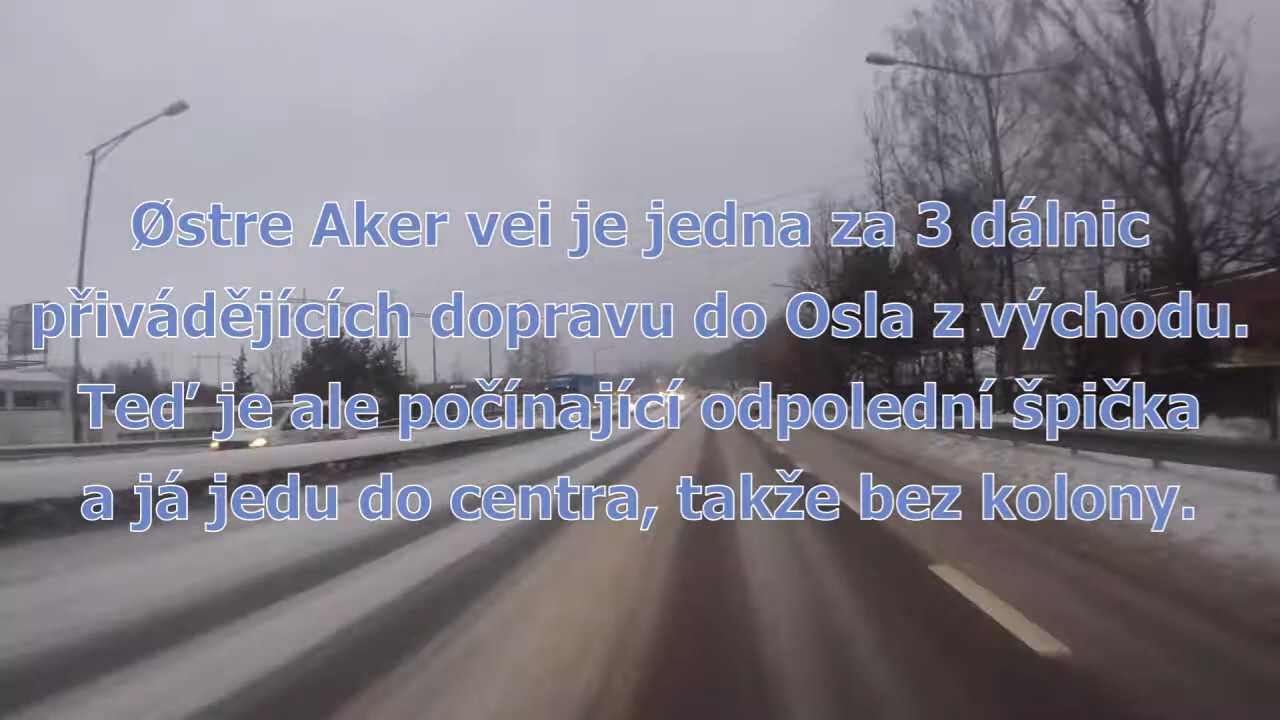 Østre Aker vei je jedna za 3 dálnic
přivádějících dopravu do Osla z východu.
Teď je ale počínající odpolední špička
a já jedu do centra, takže bez kolony.